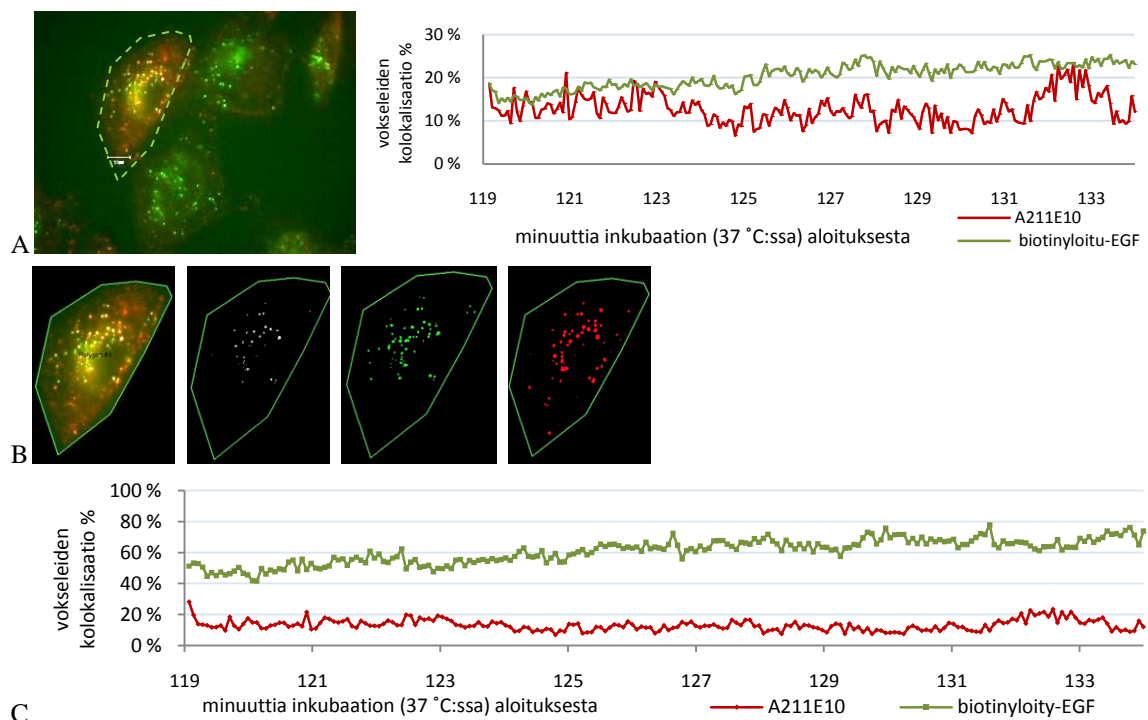 A
30 %
20 %
10 %
0 %
vokseleiden
kolokalisaatio %
119 121 123 125 127 129 131 133
minuuttia inkubaation (37 ˚C:ssa) aloituksesta
A211E10
biotinyloitu-EGF
B
Polygon #1
C
100 %
80 %
60 %
40 %
20 %
0 %
vokseleiden
kolokalisaatio %
119 121 123 125 127 129 131 133
minuuttia inkubaation (37 ˚C:ssa) aloituksesta
A211E10
biotinyloity-EGF